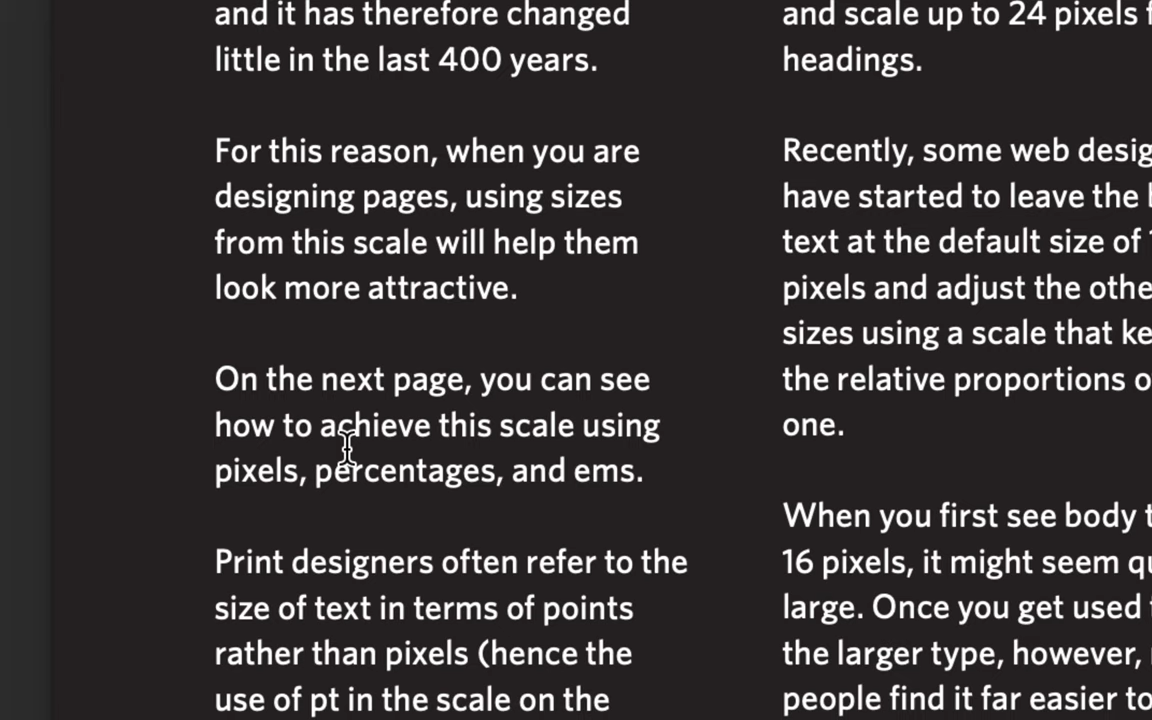 and it has therefore changed
little in the last 400 years.
For this reason, when you are
designing pages, using sizes
from this scale will help them
look more attractive.
On the next page, you can see
how to achieve this scale using
pixels, percentages, and ems.
Print designers often refer to the
size of text in terms of points
rather than pixels (hence the
use of pt in the scale on the
and scale up to 24 pixels
headings.
Recently, some web
have started to leave the
text at the default size of
pixels and adjust the
sizes using a scale that
the relative proportions
one.
When you first see body
16 pixels, it might seem
large. Once you get used
the larger type, however,
people find it far easier to